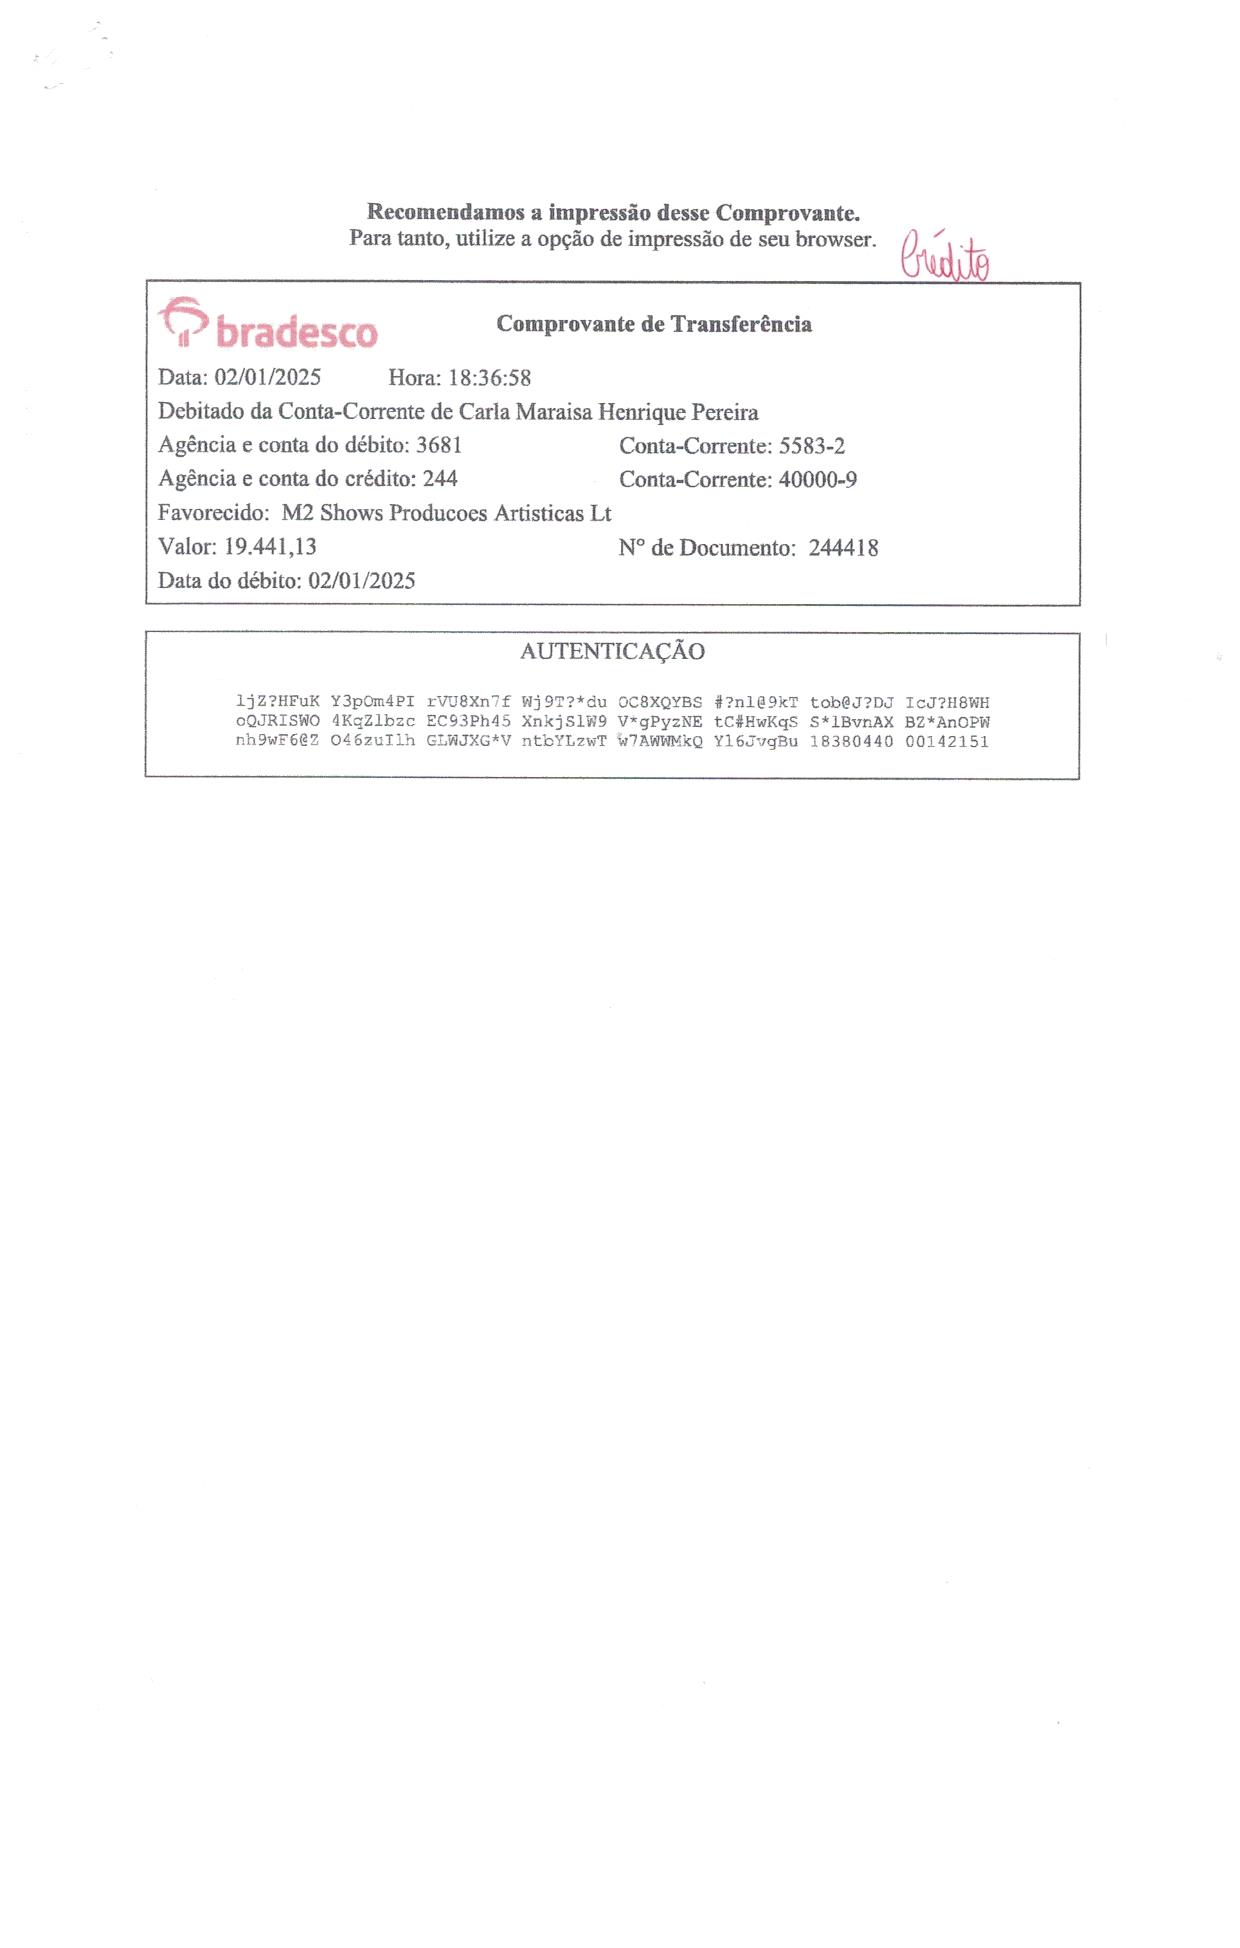 Recomendamos a impressão desse Comprovante.
Para tanto, utilize a opção de impressão de seu browser.
Crédito
bradesco
Comprovante de Transferência
Data: 02/01/2025 Hora: 18:36:58
Debitado da Conta-Corrente de Carla Maraisa Henrique Pereira
Agência e conta do débito: 3681 Conta-Corrente: 5583-2
Agência e conta do crédito: 244 Conta-Corrente: 40000-9
Favorecido: M2 Shows Producoes Artisticas Lt
Valor: 19.441,13 Nº de Documento: 244418
Data do débito: 02/01/2025
AUTENTICAÇÃO
ljZ?HFuK Y3pOm4PI rVU8Xn7f Wj9T?*du OC8XQYBS #?nl@9kT tob@J?DJ IcJ?H8WH
oQJRISWO 4KqZlbzc EC93Ph45 XnkjSlW9 V*gPyzNE tC#HwKqS S*lBvnAX BZ*AnOPW
nh9wF6@Z O46zuIlh GLWJXG*V ntbYLzwT w7AWWMkQ Yl6JvgBu 18380440 00142151